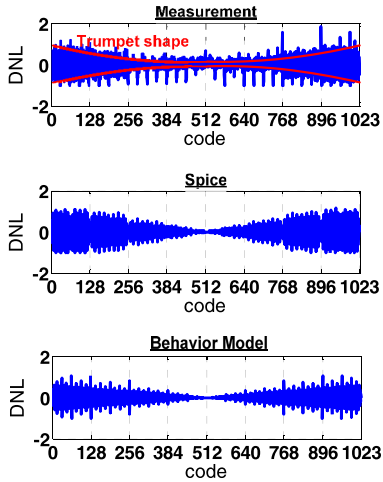 Measurement
2
Trumpet shape
DNL
0
-2
0 128 256 384 512 640 768 896 1023
code
Spice
2
DNL
0
-2
0 128 256 384 512 640 768 896 1023
code
Behavior Model
2
DNL
0
-2
0 128 256 384 512 640 768 896 1023
code